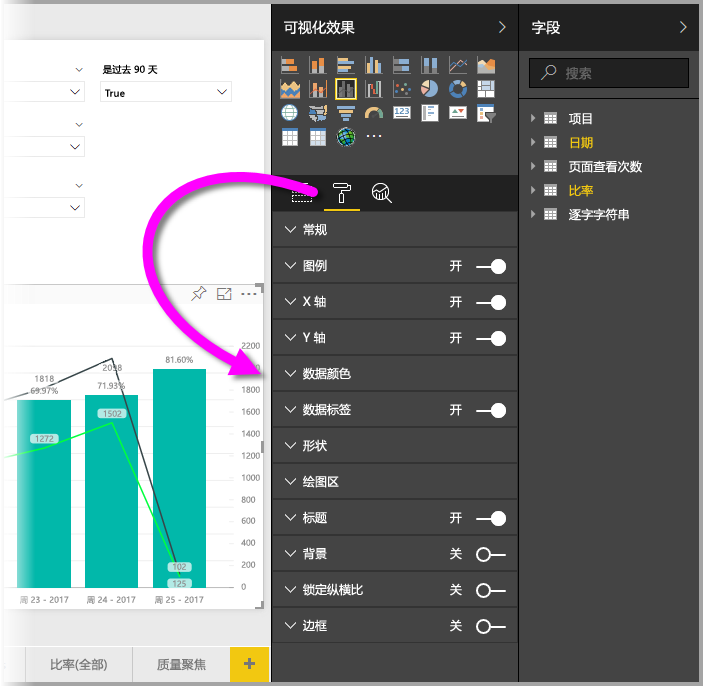 是过去 90 天
True
1818
69.97%
2098
71.93%
81.60%
1502
1272
102
125
2200
1800
1600
1400
1200
1000
800
600
400
200
0
周 23 - 2017
周 24 - 2017
周 25 - 2017
比率(全部)
质量聚焦
+
可视化效果
123
常规
图例 开
X 轴 开
Y 轴 开
数据颜色
数据标签 开
形状
绘图区
标题 开
背景 关
锁定纵横比 关
边框 关
字段
搜索
项目
日期
页面查看次数
比率
逐字字符串